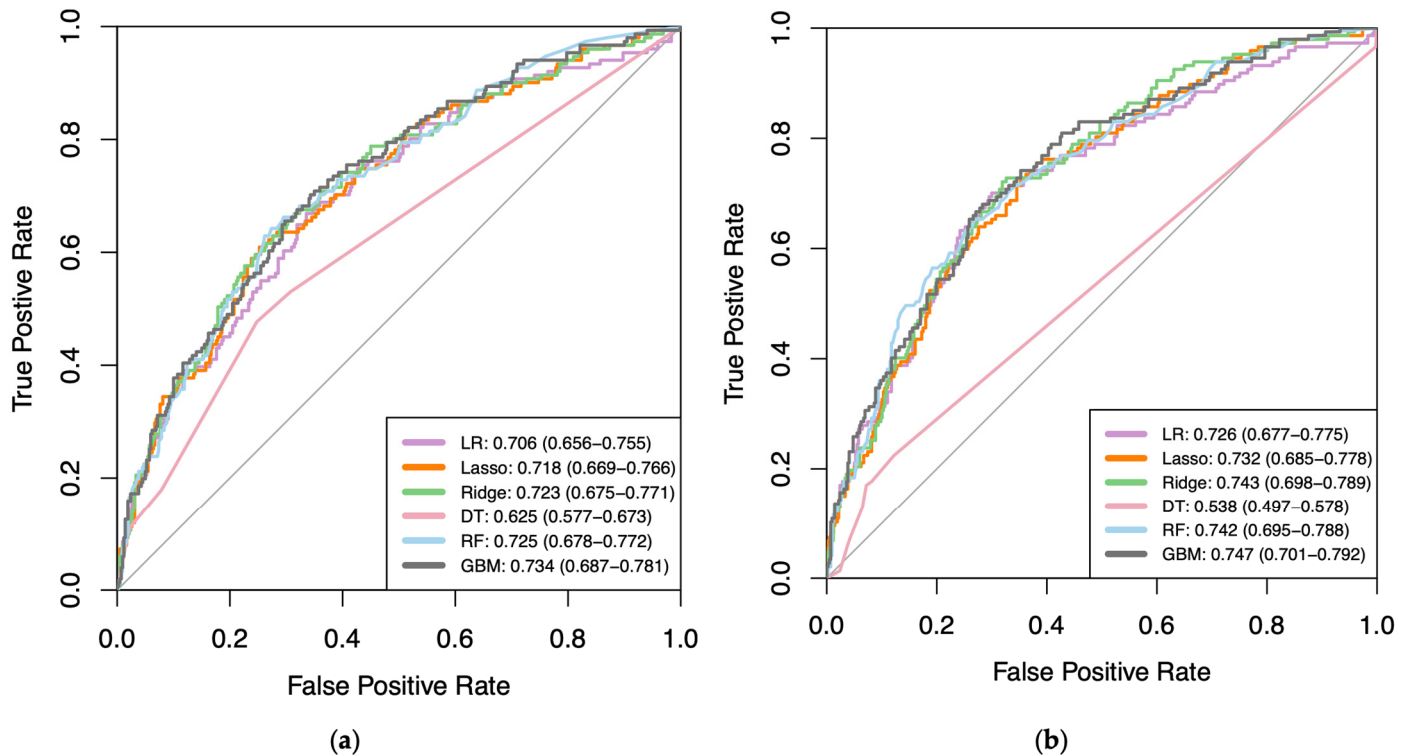 True Postive Rate
1.0
0.8
0.6
0.4
0.2
0.0
LR: 0.706 (0.656–0.755)
Lasso: 0.718 (0.669–0.766)
Ridge: 0.723 (0.675–0.771)
DT: 0.625 (0.577–0.673)
RF: 0.725 (0.678–0.772)
GBM: 0.734 (0.687–0.781)
0.0 0.2 0.4 0.6 0.8 1.0
False Positive Rate
(a)
True Postive Rate
1.0
0.8
0.6
0.4
0.2
0.0
LR: 0.726 (0.677–0.775)
Lasso: 0.732 (0.685–0.778)
Ridge: 0.743 (0.698–0.789)
DT: 0.538 (0.497–0.578)
RF: 0.742 (0.695–0.788)
GBM: 0.747 (0.701–0.792)
0.0 0.2 0.4 0.6 0.8 1.0
False Positive Rate
(b)